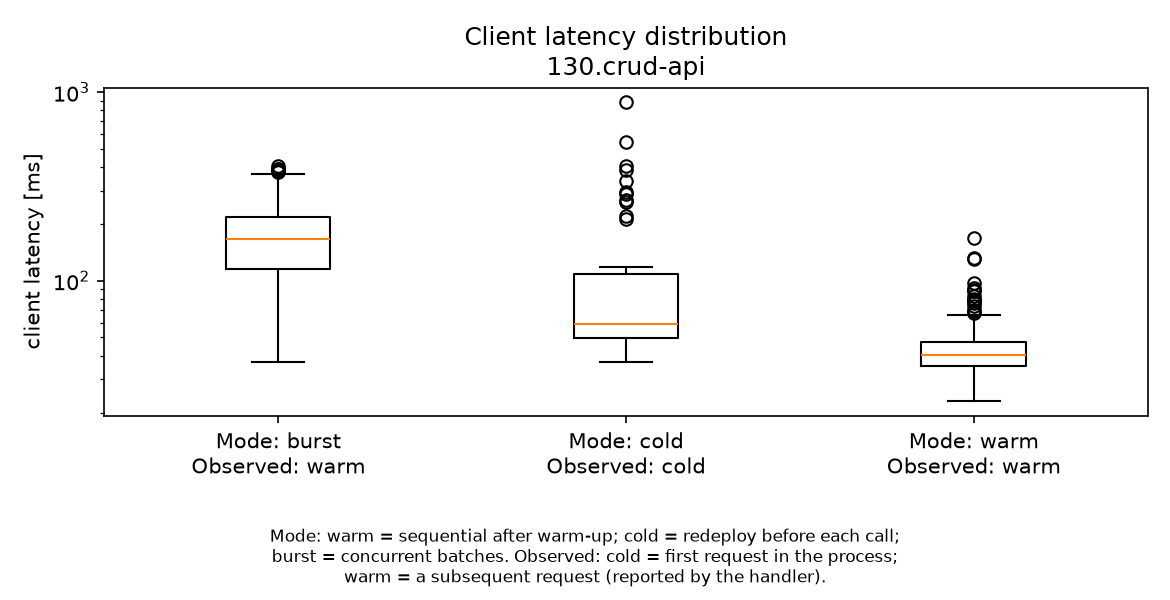 Client latency distribution
130.crud-api
10³
10²
client latency [ms]
Mode: burst
Observed: warm
Mode: cold
Observed: cold
Mode: warm
Observed: warm
Mode: warm = sequential after warm-up; cold = redeploy before each call;
burst = concurrent batches. Observed: cold = first request in the process;
warm = a subsequent request (reported by the handler).